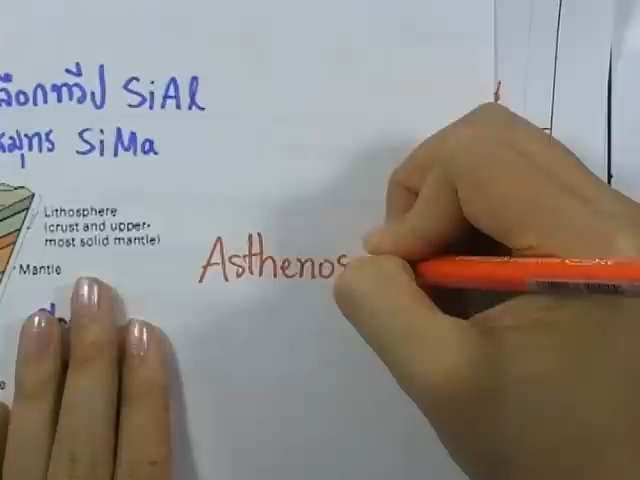 ลือกทวีป SiAl
สมุทร SiMa
Lithosphere
(crust and upper-
most solid mantle)
Mantle
Asthenos